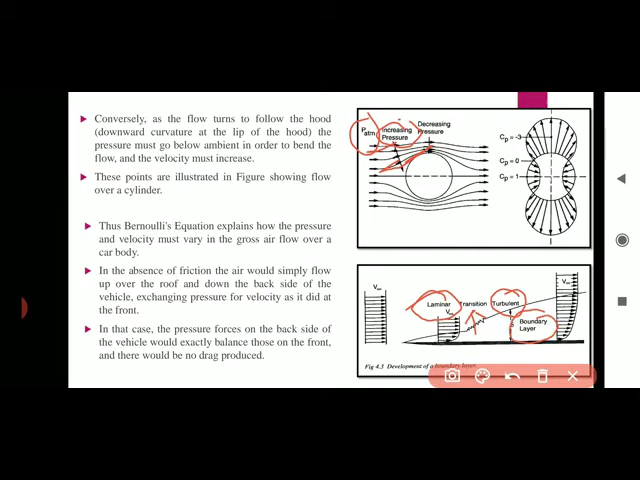 Conversely, as the flow turns to follow the hood
(downward curvature at the lip of the hood) the
pressure must go below ambient in order to bend the
flow, and the velocity must increase.
These points are illustrated in Figure showing flow
over a cylinder.
Thus Bernoulli's Equation explains how the pressure
and velocity must vary in the gross air flow over a
car body.
In the absence of friction the air would simply flow
up over the roof and down the back side of the
vehicle, exchanging pressure for velocity as it did at
the front.
In that case, the pressure forces on the back side of
the vehicle would exactly balance those on the front,
and there would be no drag produced.
Patm
Increasing
Pressure
Decreasing
Pressure
Cp = -3
Cp = 0
Cp = 1
Laminar
Transition
Turbulent
Boundary
Layer
Fig 4.3 Development of a boundary layer